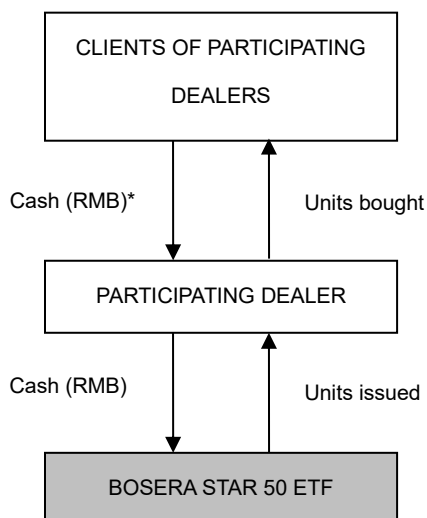 CLIENTS OF PARTICIPATING
DEALERS
Cash (RMB)*
Units bought
PARTICIPATING DEALER
Cash (RMB)
Units issued
BOSERA STAR 50 ETF